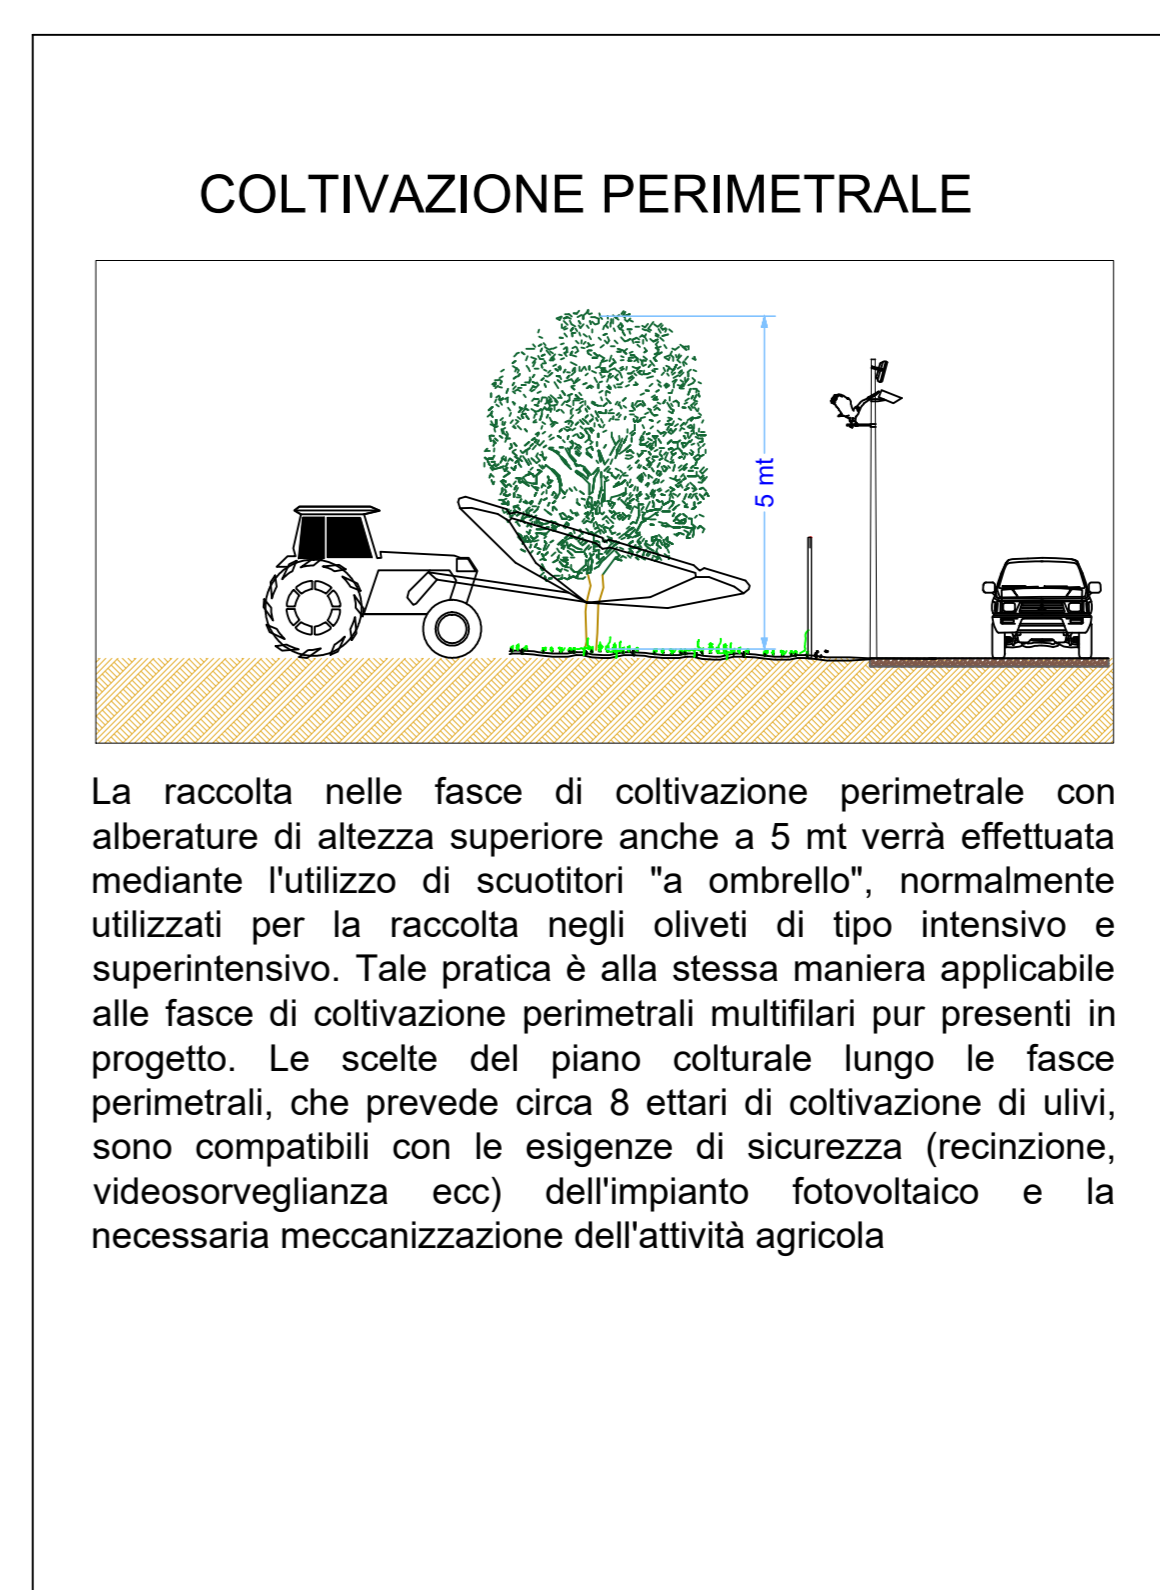 COLTIVAZIONE PERIMETRALE
5 mt
La raccolta nelle fasce di coltivazione perimetrale con
alberature di altezza superiore anche a 5 mt verrà effettuata
mediante l'utilizzo di scuotitori "a ombrello", normalmente
utilizzati per la raccolta negli oliveti di tipo intensivo e
superintensivo. Tale pratica è alla stessa maniera applicabile
alle fasce di coltivazione perimetrali multifilari pur presenti in
progetto. Le scelte del piano colturale lungo le fasce
perimetrali, che prevede circa 8 ettari di coltivazione di ulivi,
sono compatibili con le esigenze di sicurezza (recinzione,
videosorveglianza ecc) dell'impianto fotovoltaico e la
necessaria meccanizzazione dell'attività agricola